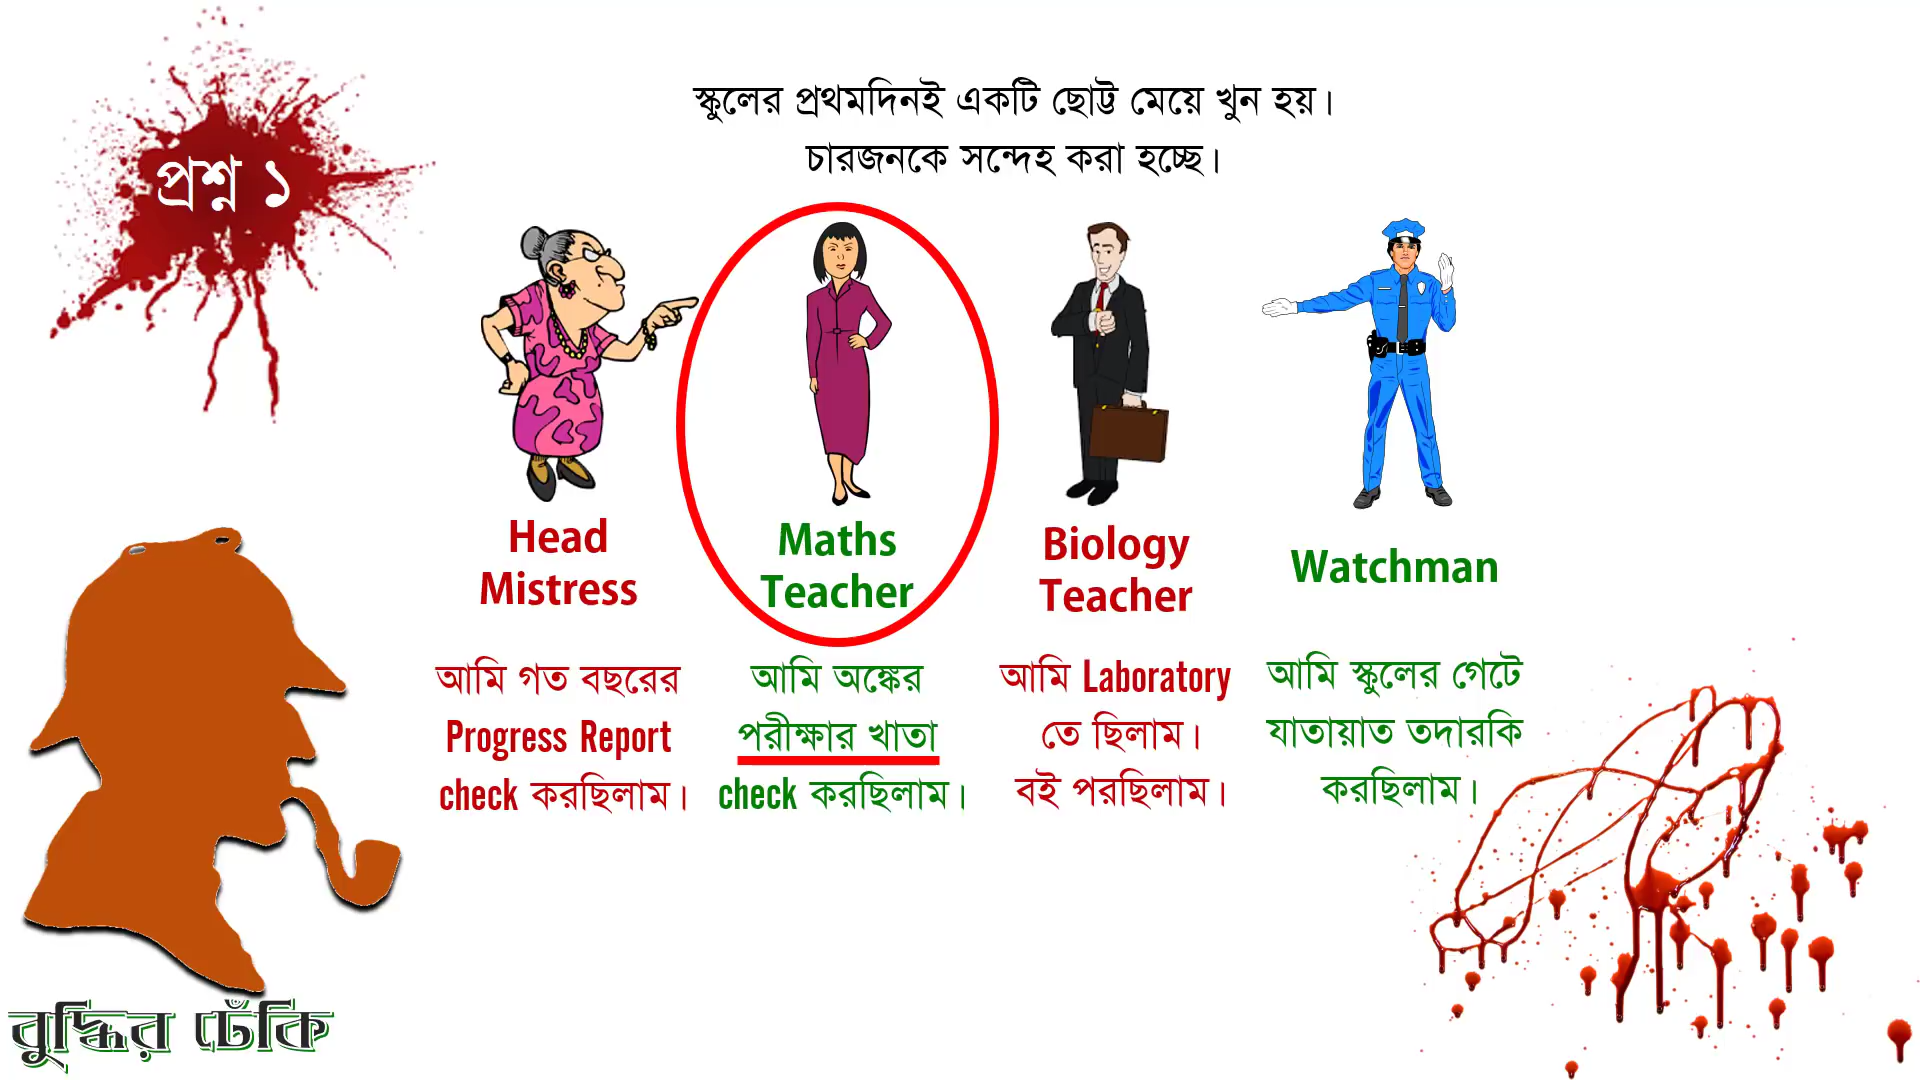 স্কুলের প্রথমদিনই একটি ছোট্ট মেয়ে খুন হয়।
চারজনকে সন্দেহ করা হচ্ছে।
প্রশ্ন ১
Head
Mistress
Maths
Teacher
Biology
Teacher
Watchman
আমি গত বছরের
Progress Report
check করছিলাম।
আমি অঙ্কের
পরীক্ষার খাতা
check করছিলাম।
আমি Laboratory
তে ছিলাম।
বই পরছিলাম।
আমি স্কুলের গেটে
যাতায়াত তদারকি
করছিলাম।
বুদ্ধির ঢেঁকি